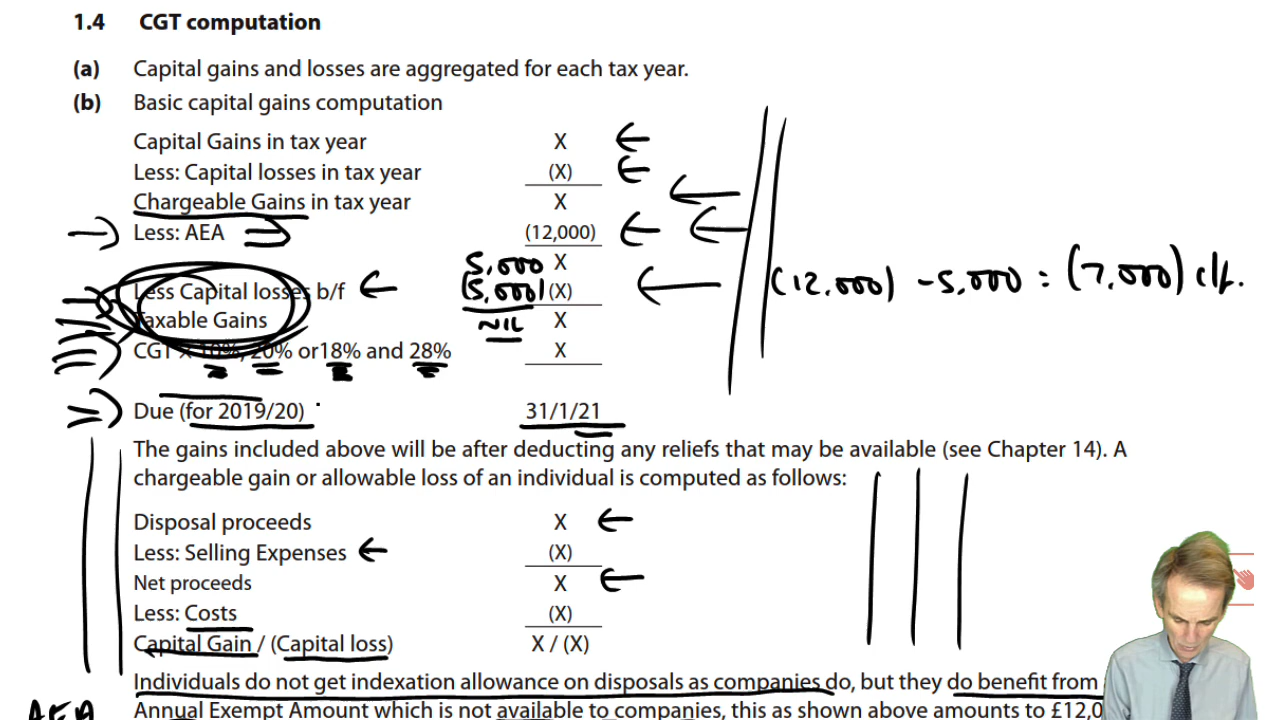 1.4 CGT computation
(a) Capital gains and losses are aggregated for each tax year.
(b) Basic capital gains computation
Capital Gains in tax year X
Less: Capital losses in tax year (X)
Chargeable Gains in tax year X
Less: AEA (12,000)
5,000 X
Less Capital losses b/f (5,000) (X) (12,000) - 5,000 = (7,000) c/f.
Taxable Gains NIL X
CGT x 10%, 20% or 18% and 28% X
Due (for 2019/20) 31/1/21
The gains included above will be after deducting any reliefs that may be available (see Chapter 14). A
chargeable gain or allowable loss of an individual is computed as follows:
Disposal proceeds X
Less: Selling Expenses (X)
Net proceeds X
Less: Costs (X)
Capital Gain / (Capital loss) X / (X)
Individuals do not get indexation allowance on disposals as companies do, but they do benefit from
AEA Annual Exempt Amount which is not available to companies, this as shown above amounts to £12,0